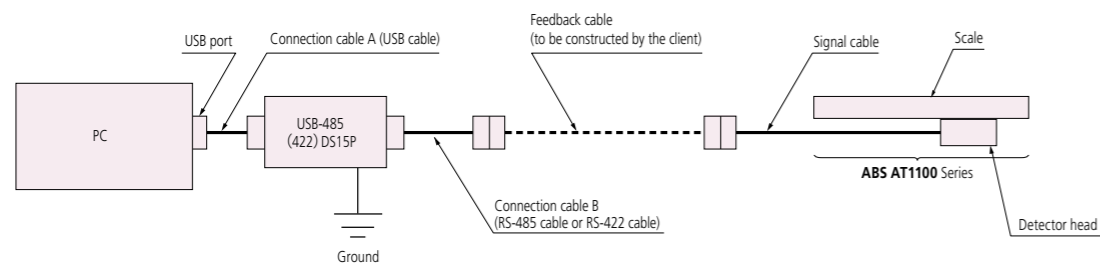 Feedback cable
(to be constructed by the client)
USB port
Connection cable A (USB cable)
Signal cable
Scale
PC
USB-485
(422) DS15P
ABS AT1100 Series
Connection cable B
(RS-485 cable or RS-422 cable)
Detector head
Ground